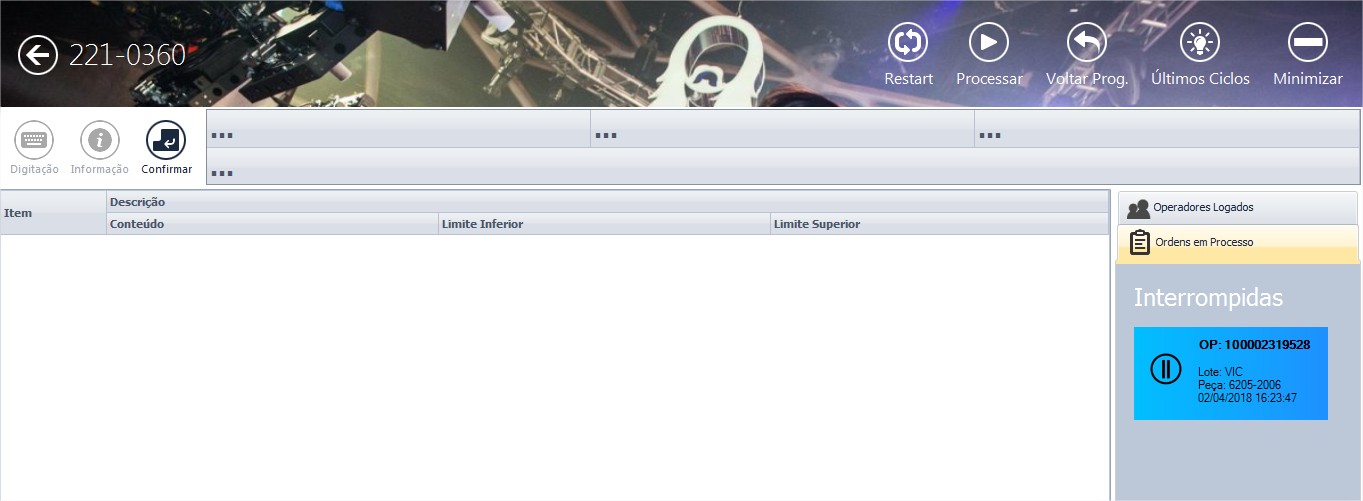 221-0360
Restart
Processar
Voltar Prog.
Últimos Ciclos
Minimizar
Digitação
Informação
Confirmar
...
...
...
...
Item
Descrição
Conteúdo
Limite Inferior
Limite Superior
Operadores Logados
Ordens em Processo
Interrompidas
OP: 100002319528
Lote: VIC
Peça: 6205-2006
02/04/2018 16:23:47